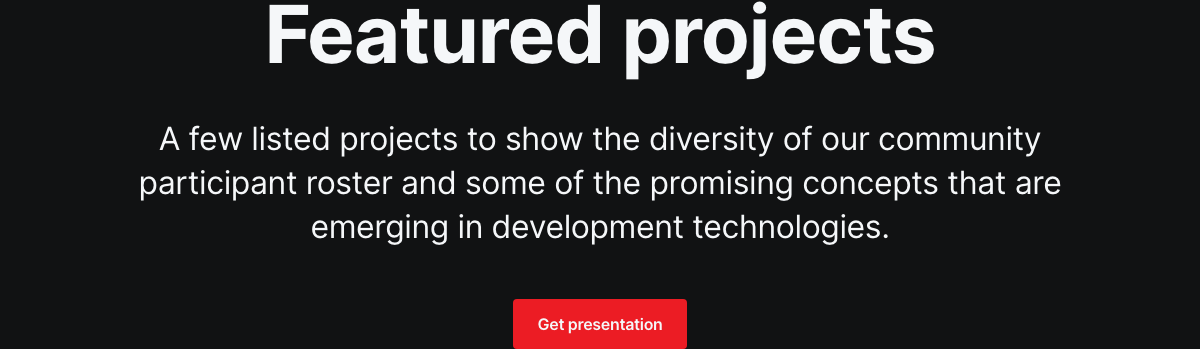 Featured projects
A few listed projects to show the diversity of our community
participant roster and some of the promising concepts that are
emerging in development technologies.
Get presentation